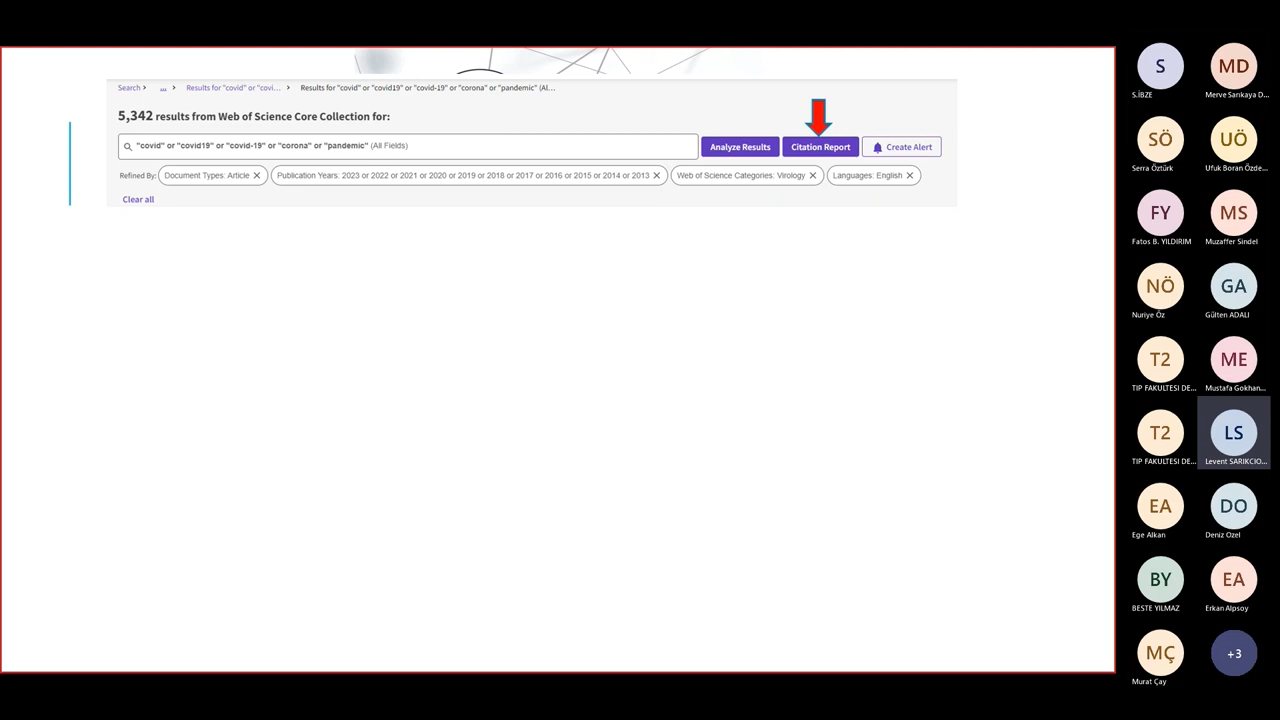 Search > ... > Results for "covid" or "covi... > Results for "covid" or "covid19" or "covid-19" or "corona" or "pandemic" (Al...
5,342 results from Web of Science Core Collection for:
"covid" or "covid19" or "covid-19" or "corona" or "pandemic" (All Fields)
Analyze Results
Citation Report
Create Alert
Refined By:
Document Types: Article
Publication Years: 2023 or 2022 or 2021 or 2020 or 2019 or 2018 or 2017 or 2016 or 2015 or 2014 or 2013
Web of Science Categories: Virology
Languages: English
Clear all
S
S.İBZE
MD
Merve Sarıkaya D...
SÖ
Serra Öztürk
UÖ
Ufuk Boran Özde...
FY
Fatos B. YILDIRIM
MS
Muzaffer Sindel
NÖ
Nuriye Öz
GA
Gülten ADALI
T2
TIP FAKULTESI DE...
ME
Mustafa Gokhan...
T2
TIP FAKULTESI DE...
LS
Levent SARIKCIO...
EA
Ege Alkan
DO
Deniz Ozel
BY
BESTE YILMAZ
EA
Erkan Alpsoy
MÇ
Murat Çay
+3